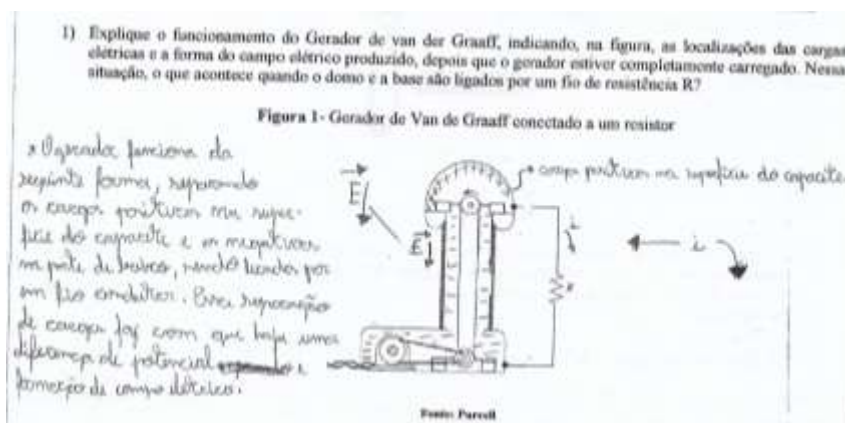 1) Explique o funcionamento do Gerador de van der Graaff, indicando, na figura, as localizações das cargas
elétricas e a forma do campo elétrico produzido, depois que o gerador estiver completamente carregado. Nessa
situação, o que acontece quando o domo e a base são ligados por um fio de resistência R?
Figura 1- Gerador de Van de Graaff conectado a um resistor
O gerador funciona da
seguinte forma, separando
as cargas positivas na super-
fície do capacete e as negativas
na parte de baixo, sendo ligados por
um fio condutor. Essa separação
de cargas faz com que haja uma
diferença de potencial e
formação de campo elétrico.
E
E
carga positiva na superfície do capacete
i
R
i
Fonte: Purcell